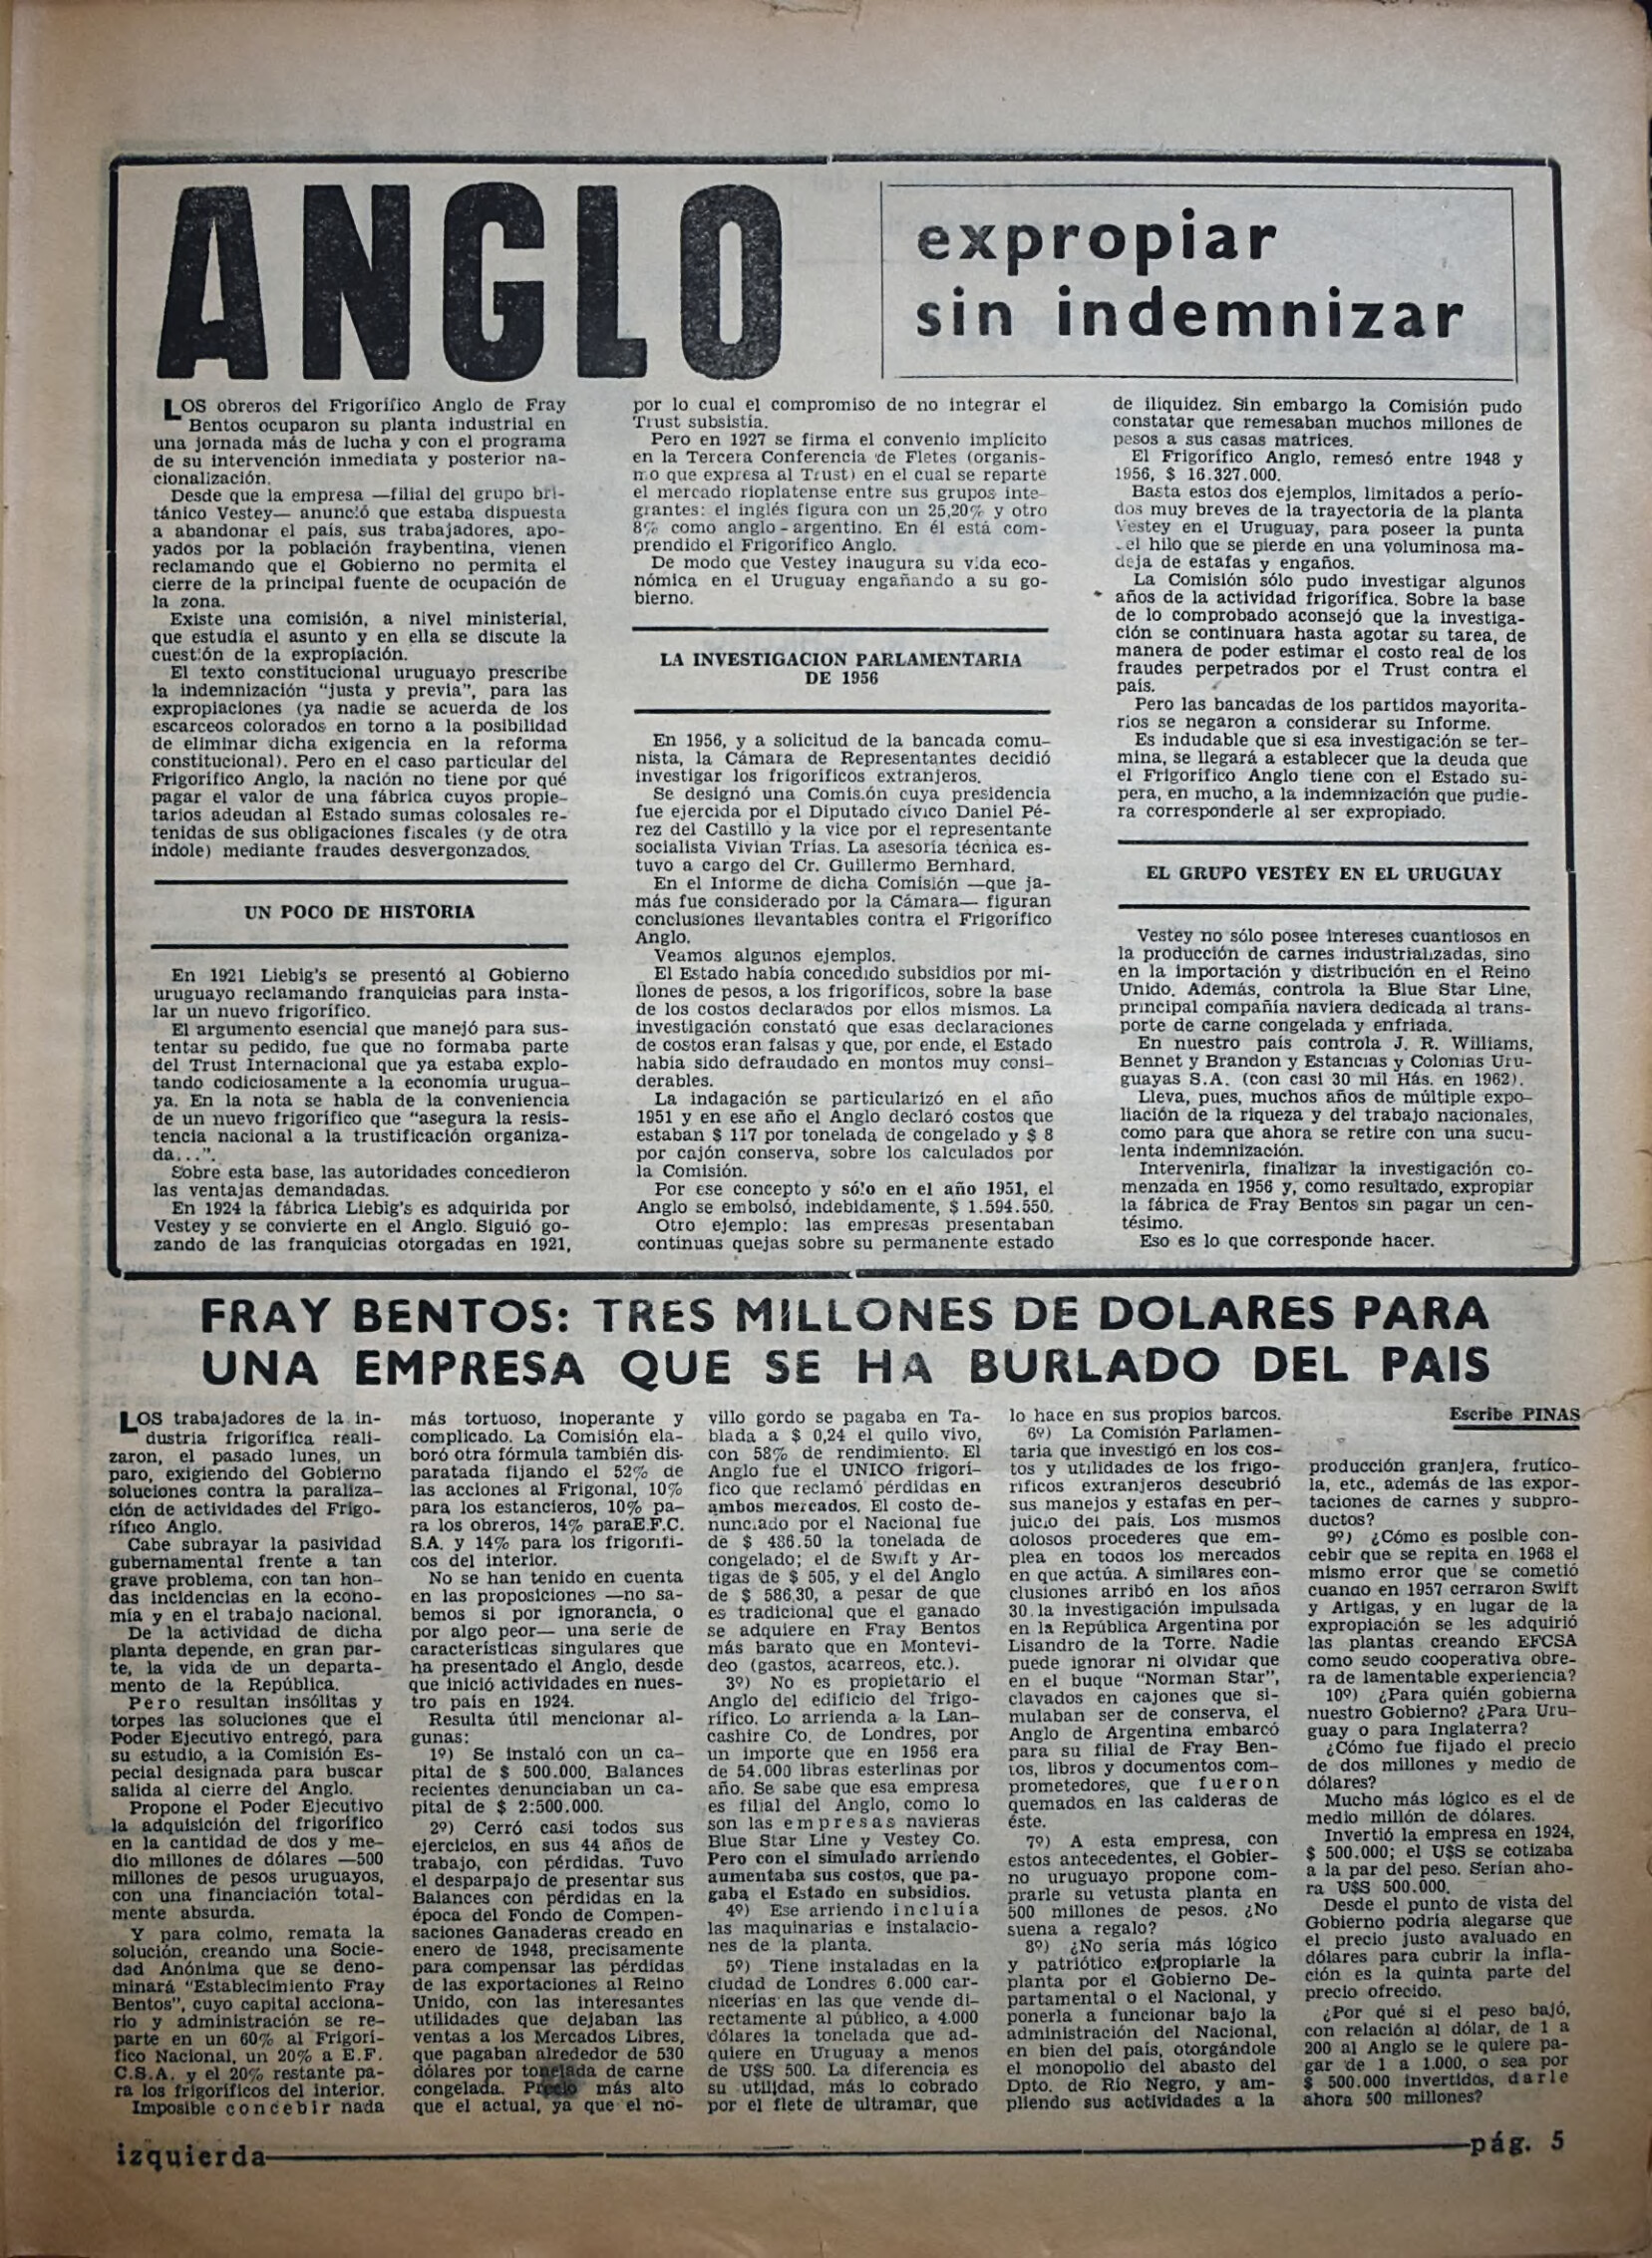 ANGLO
expropiar
sin indemnizar
LOS obreros del Frigorífico Anglo de Fray
Bentos ocuparon su planta industrial en
una jornada más de lucha y con el programa
de su intervención inmediata y posterior na-
cionalización.
Desde que la empresa —filial del grupo bri-
tánico Vestey— anunció que estaba dispuesta
a abandonar el país, sus trabajadores, apo-
yados por la población fraybentina, vienen
reclamando que el Gobierno no permita el
cierre de la principal fuente de ocupación de
la zona.
Existe una comisión, a nivel ministerial,
que estudia el asunto y en ella se discute la
cuestión de la expropiación.
El texto constitucional uruguayo prescribe
la indemnización "justa y previa", para las
expropiaciones (ya nadie se acuerda de los
escarceos colorados en torno a la posibilidad
de eliminar dicha exigencia en la reforma
constitucional). Pero en el caso particular del
Frigorífico Anglo, la nación no tiene por qué
pagar el valor de una fábrica cuyos propie-
tarios adeudan al Estado sumas colosales re-
tenidas de sus obligaciones fiscales (y de otra
índole) mediante fraudes desvergonzados.
UN POCO DE HISTORIA
En 1921 Liebig's se presentó al Gobierno
uruguayo reclamando franquicias para insta-
lar un nuevo frigorífico.
El argumento esencial que manejó para sus-
tentar su pedido, fue que no formaba parte
del Trust Internacional que ya estaba explo-
tando codiciosamente a la economía urugua-
ya. En la nota se habla de la conveniencia
de un nuevo frigorífico que "asegura la resis-
tencia nacional a la trustificación organiza-
da...".
Sobre esta base, las autoridades concedieron
las ventajas demandadas.
En 1924 la fábrica Liebig's es adquirida por
Vestey y se convierte en el Anglo. Siguió go-
zando de las franquicias otorgadas en 1921,
por lo cual el compromiso de no integrar el
Trust subsistía.
Pero en 1927 se firma el convenio implícito
en la Tercera Conferencia de Fletes (organis-
mo que expresa al Trust) en el cual se reparte
el mercado rioplatense entre sus grupos inte-
grantes: el inglés figura con un 25,20% y otro
8% como anglo-argentino. En él está com-
prendido el Frigorífico Anglo.
De modo que Vestey inaugura su vida eco-
nómica en el Uruguay engañando a su go-
bierno.
LA INVESTIGACION PARLAMENTARIA
DE 1956
En 1956, y a solicitud de la bancada comu-
nista, la Cámara de Representantes decidió
investigar los frigoríficos extranjeros.
Se designó una Comisión cuya presidencia
fue ejercida por el Diputado cívico Daniel Pé-
rez del Castillo y la vice por el representante
socialista Vivian Trías. La asesoría técnica es-
tuvo a cargo del Cr. Guillermo Bernhard.
En el Informe de dicha Comisión —que ja-
más fue considerado por la Cámara— figuran
conclusiones llevantables contra el Frigorífico
Anglo.
Veamos algunos ejemplos.
El Estado había concedido subsidios por mi-
llones de pesos, a los frigoríficos, sobre la base
de los costos declarados por ellos mismos. La
investigación constató que esas declaraciones
de costos eran falsas y que, por ende, el Estado
había sido defraudado en montos muy consi-
derables.
La indagación se particularizó en el año
1951 y en ese año el Anglo declaró costos que
estaban $ 117 por tonelada de congelado y $ 8
por cajón conserva, sobre los calculados por
la Comisión.
Por ese concepto y sólo en el año 1951, el
Anglo se embolsó, indebidamente, $ 1.594.550.
Otro ejemplo: las empresas presentaban
continuas quejas sobre su permanente estado
de iliquidez. Sin embargo la Comisión pudo
constatar que remesaban muchos millones de
pesos a sus casas matrices.
El Frigorífico Anglo, remesó entre 1948 y
1956, $ 16.327.000.
Basta estos dos ejemplos, limitados a perío-
dos muy breves de la trayectoria de la planta
Vestey en el Uruguay, para poseer la punta
el hilo que se pierde en una voluminosa ma-
deja de estafas y engaños.
La Comisión sólo pudo investigar algunos
años de la actividad frigorífica. Sobre la base
de lo comprobado aconsejó que la investiga-
ción se continuara hasta agotar su tarea, de
manera de poder estimar el costo real de los
fraudes perpetrados por el Trust contra el
país.
Pero las bancadas de los partidos mayorita-
rios se negaron a considerar su Informe.
Es indudable que si esa investigación se ter-
mina, se llegará a establecer que la deuda que
el Frigorífico Anglo tiene con el Estado su-
pera, en mucho, a la indemnización que pudie-
ra corresponderle al ser expropiado.
EL GRUPO VESTEY EN EL URUGUAY
Vestey no sólo posee intereses cuantiosos en
la producción de carnes industrializadas, sino
en la importación y distribución en el Reino
Unido. Además, controla la Blue Star Line,
principal compañía naviera dedicada al trans-
porte de carne congelada y enfriada.
En nuestro país controla J. R. Williams,
Bennet y Brandon y Estancias y Colonias Uru-
guayas S.A. (con casi 30 mil Hás. en 1962).
Lleva, pues, muchos años de múltiple expo-
liación de la riqueza y del trabajo nacionales,
como para que ahora se retire con una sucu-
lenta indemnización.
Intervenirla, finalizar la investigación co-
menzada en 1956 y, como resultado, expropiar
la fábrica de Fray Bentos sin pagar un cen-
tésimo.
Eso es lo que corresponde hacer.
FRAY BENTOS: TRES MILLONES DE DOLARES PARA
UNA EMPRESA QUE SE HA BURLADO DEL PAIS
LOS trabajadores de la in-
dustria frigorífica reali-
zaron, el pasado lunes, un
paro, exigiendo del Gobierno
soluciones contra la paraliza-
ción de actividades del Frigo-
rífico Anglo.
Cabe subrayar la pasividad
gubernamental frente a tan
grave problema, con tan hon-
das incidencias en la econo-
mía y en el trabajo nacional.
De la actividad de dicha
planta depende, en gran par-
te, la vida de un departa-
mento de la República.
Pero resultan insólitas y
torpes las soluciones que el
Poder Ejecutivo entregó, para
su estudio, a la Comisión Es-
pecial designada para buscar
salida al cierre del Anglo.
Propone el Poder Ejecutivo
la adquisición del frigorífico
en la cantidad de dos y me-
dio millones de dólares —500
millones de pesos uruguayos,
con una financiación total-
mente absurda.
Y para colmo, remata la
solución, creando una Socie-
dad Anónima que se deno-
minará "Establecimiento Fray
Bentos", cuyo capital acciona-
rio y administración se re-
parte en un 60% al Frigorí-
fico Nacional, un 20% a E.F.
C.S.A. y el 20% restante pa-
ra los frigoríficos del interior.
Imposible concebir nada
más tortuoso, inoperante y
complicado. La Comisión ela-
boró otra fórmula también dis-
paratada fijando el 52% de
las acciones al Frigonal, 10%
para los estancieros, 10% pa-
ra los obreros, 14% paraE.F.C.
S.A. y 14% para los frigorífi-
cos del interior.
No se han tenido en cuenta
en las proposiciones —no sa-
bemos si por ignorancia, o
por algo peor— una serie de
características singulares que
ha presentado el Anglo, desde
que inició actividades en nues-
tro país en 1924.
Resulta útil mencionar al-
gunas:
1º) Se instaló con un ca-
pital de $ 500.000. Balances
recientes denunciaban un ca-
pital de $ 2:500.000.
2º) Cerró casi todos sus
ejercicios, en sus 44 años de
trabajo, con pérdidas. Tuvo
el desparpajo de presentar sus
Balances con pérdidas en la
época del Fondo de Compen-
saciones Ganaderas creado en
enero de 1948, precisamente
para compensar las pérdidas
de las exportaciones al Reino
Unido, con las interesantes
utilidades que dejaban las
ventas a los Mercados Libres,
que pagaban alrededor de 530
dólares por tonelada de carne
congelada. Precio más alto
que el actual, ya que el no-
villo gordo se pagaba en Ta-
blada a $ 0,24 el quilo vivo,
con 58% de rendimiento. El
Anglo fue el UNICO frigorí-
fico que reclamó pérdidas en
ambos mercados. El costo de-
nunciado por el Nacional fue
de $ 486.50 la tonelada de
congelado; el de Swift y Ar-
tigas de $ 505, y el del Anglo
de $ 586,30, a pesar de que
es tradicional que el ganado
se adquiere en Fray Bentos
más barato que en Montevi-
deo (gastos, acarreos, etc.).
3º) No es propietario el
Anglo del edificio del frigo-
rífico. Lo arrienda a la Lan-
cashire Co. de Londres, por
un importe que en 1956 era
de 54.000 libras esterlinas por
año. Se sabe que esa empresa
es filial del Anglo, como lo
son las empresas navieras
Blue Star Line y Vestey Co.
Pero con el simulado arriendo
aumentaba sus costos, que pa-
gaba el Estado en subsidios.
4º) Ese arriendo incluía
las maquinarias e instalacio-
nes de la planta.
5º) Tiene instaladas en la
ciudad de Londres 6.000 car-
nicerías en las que vende di-
rectamente al público, a 4.000
dólares la tonelada que ad-
quiere en Uruguay a menos
de U$S 500. La diferencia es
su utilidad, más lo cobrado
por el flete de ultramar, que
lo hace en sus propios barcos.
6º) La Comisión Parlamen-
taria que investigó en los cos-
tos y utilidades de los frigo-
ríficos extranjeros descubrió
sus manejos y estafas en per-
juicio del país. Los mismos
dolosos procederes que em-
plea en todos los mercados
en que actúa. A similares con-
clusiones arribó en los años
30 la investigación impulsada
en la República Argentina por
Lisandro de la Torre. Nadie
puede ignorar ni olvidar que
en el buque "Norman Star",
clavados en cajones que si-
mulaban ser de conserva, el
Anglo de Argentina embarcó
para su filial de Fray Ben-
tos, libros y documentos com-
prometedores, que fueron
quemados en las calderas de
éste.
7º) A esta empresa, con
estos antecedentes, el Gobier-
no uruguayo propone com-
prarle su vetusta planta en
500 millones de pesos. ¿No
suena a regalo?
8º) ¿No sería más lógico
y patriótico expropiarle la
planta por el Gobierno De-
partamental o el Nacional, y
ponerla a funcionar bajo la
administración del Nacional,
en bien del país, otorgándole
el monopolio del abasto del
Dpto. de Río Negro, y am-
pliendo sus actividades a la
Escribe PINAS
producción granjera, frutíco-
la, etc., además de las expor-
taciones de carnes y subpro-
ductos?
9º) ¿Cómo es posible con-
cebir que se repita en 1968 el
mismo error que se cometió
cuando en 1957 cerraron Swift
y Artigas, y en lugar de la
expropiación se les adquirió
las plantas creando EFCSA
como seudo cooperativa obre-
ra de lamentable experiencia?
10º) ¿Para quién gobierna
nuestro Gobierno? ¿Para Uru-
guay o para Inglaterra?
¿Cómo fue fijado el precio
de dos millones y medio de
dólares?
Mucho más lógico es el de
medio millón de dólares.
Invertió la empresa en 1924,
$ 500.000; el U$S se cotizaba
a la par del peso. Serían aho-
ra U$S 500.000.
Desde el punto de vista del
Gobierno podría alegarse que
el precio justo avaluado en
dólares para cubrir la infla-
ción es la quinta parte del
precio ofrecido.
¿Por qué si el peso bajó,
con relación al dólar, de 1 a
200 al Anglo se le quiere pa-
gar de 1 a 1.000, o sea por
$ 500.000 invertidos, darle
ahora 500 millones?
izquierda
pág. 5